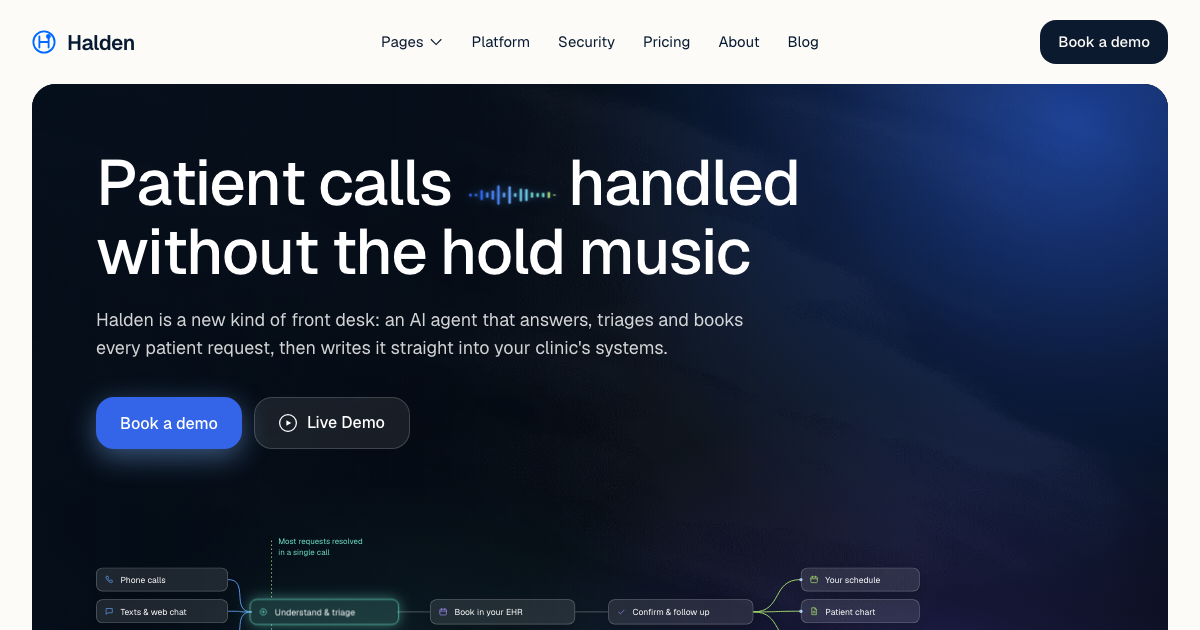 Halden
Pages
Platform
Security
Pricing
About
Blog
Book a demo
Patient calls handled
without the hold music
Halden is a new kind of front desk: an AI agent that answers, triages and books
every patient request, then writes it straight into your clinic's systems.
Book a demo
Live Demo
Most requests resolved
in a single call
Phone calls
Texts & web chat
Understand & triage
Book in your EHR
Confirm & follow up
Your schedule
Patient chart